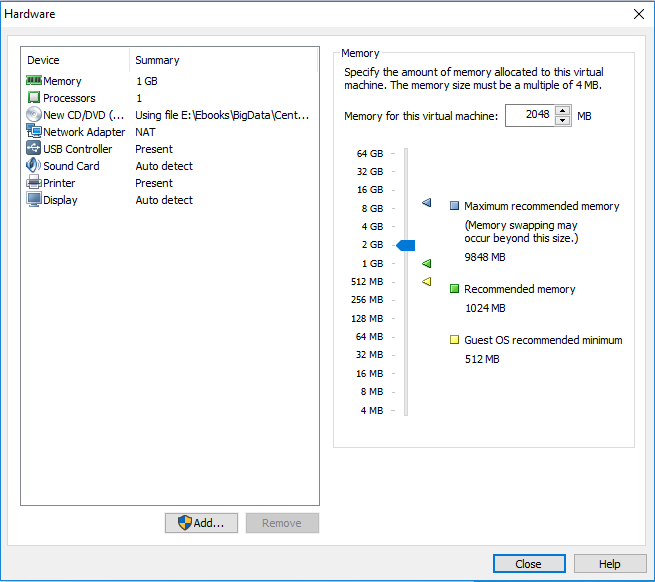 Hardware
Device Summary
Memory 1 GB
Processors 1
New CD/DVD (... Using file E:\Ebooks\BigData\Cent...
Network Adapter NAT
USB Controller Present
Sound Card Auto detect
Printer Present
Display Auto detect
Add...
Remove
Memory
Specify the amount of memory allocated to this virtual
machine. The memory size must be a multiple of 4 MB.
Memory for this virtual machine: 2048 MB
64 GB
32 GB
16 GB
8 GB
4 GB
2 GB
1 GB
512 MB
256 MB
128 MB
64 MB
32 MB
16 MB
8 MB
4 MB
Maximum recommended memory
(Memory swapping may
occur beyond this size.)
9848 MB
Recommended memory
1024 MB
Guest OS recommended minimum
512 MB
Close
Help